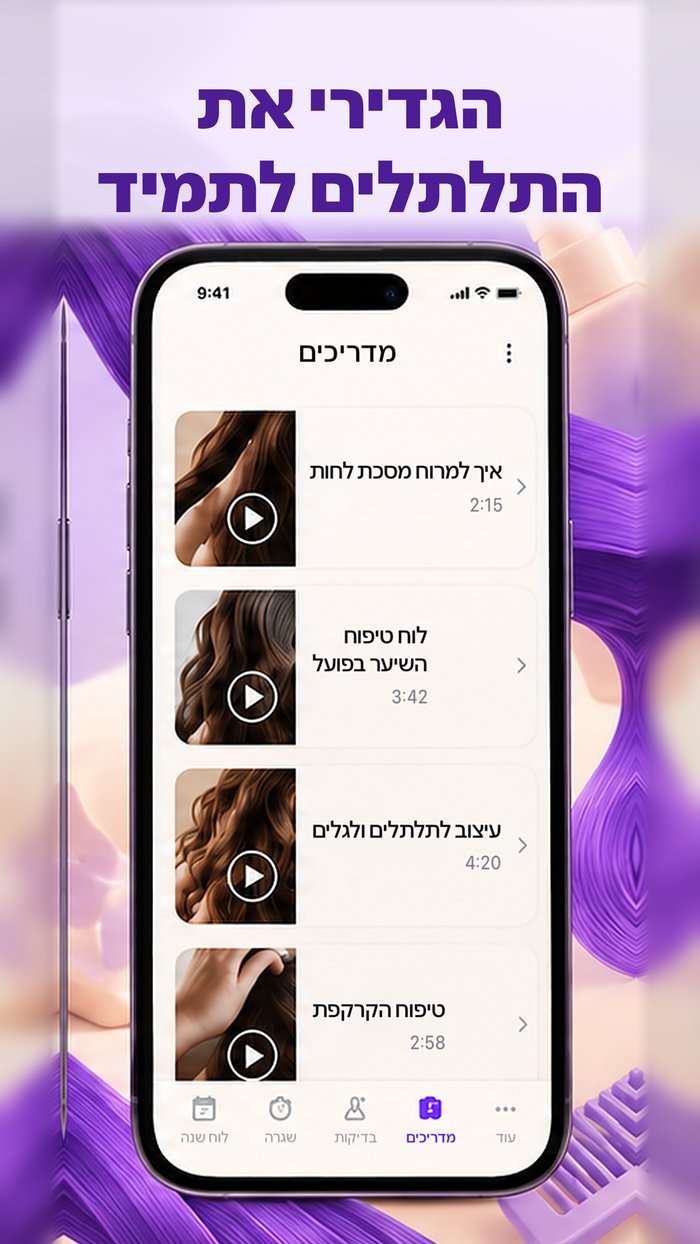 הגדירי את
התלתלים לתמיד
9:41
מדריכים
איך למרוח מסכת לחות
2:15
לוח טיפוח
השיער בפועל
3:42
עיצוב לתלתלים ולגלים
4:20
טיפוח הקרקפת
2:58
עוד
מדריכים
בדיקות
שגרה
לוח שנה